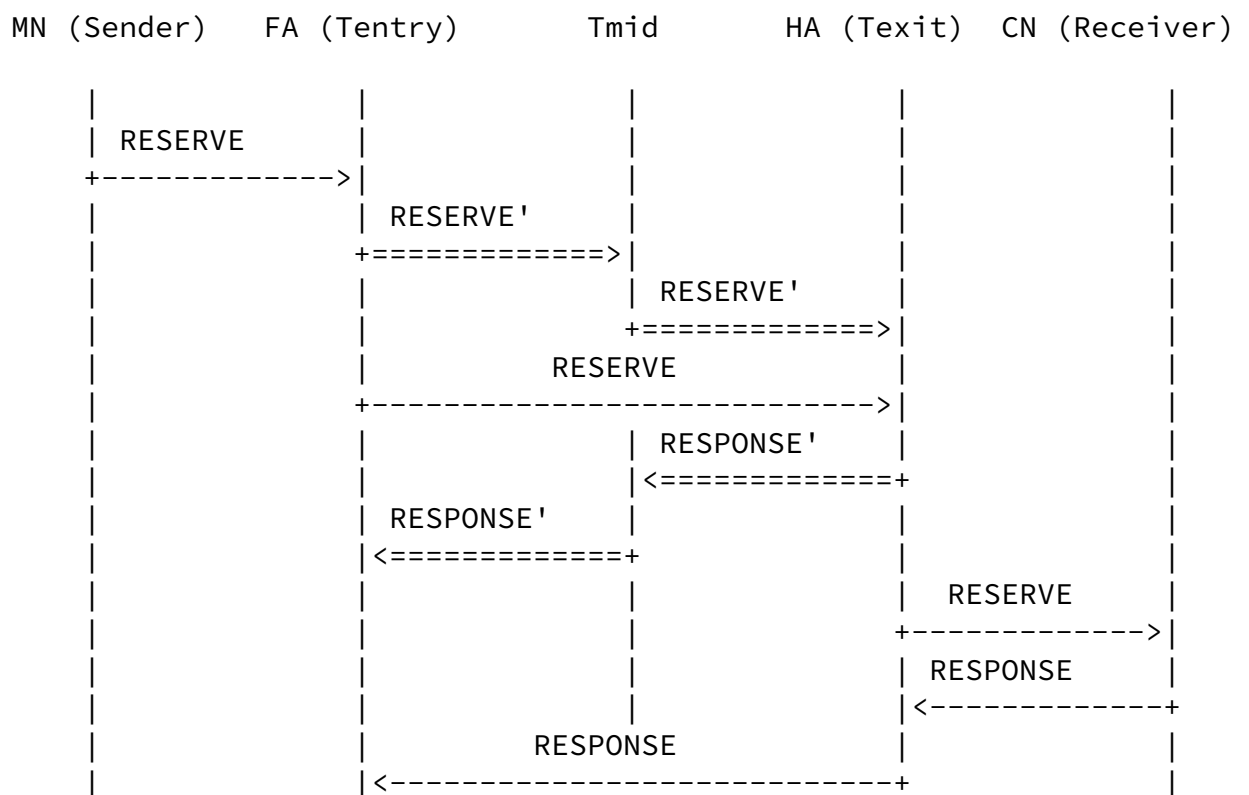 MN (Sender) FA (Tentry) Tmid HA (Texit) CN (Receiver)
RESERVE
RESERVE'
RESERVE'
RESERVE
RESPONSE'
RESPONSE'
RESERVE
RESPONSE
RESPONSE